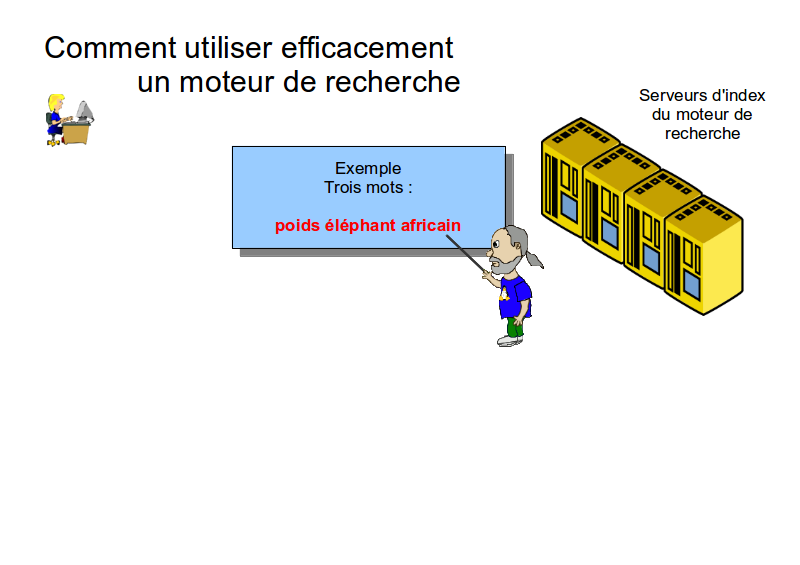 Comment utiliser efficacement
un moteur de recherche
Serveurs d'index
du moteur de
recherche
Exemple
Trois mots :
poids éléphant africain